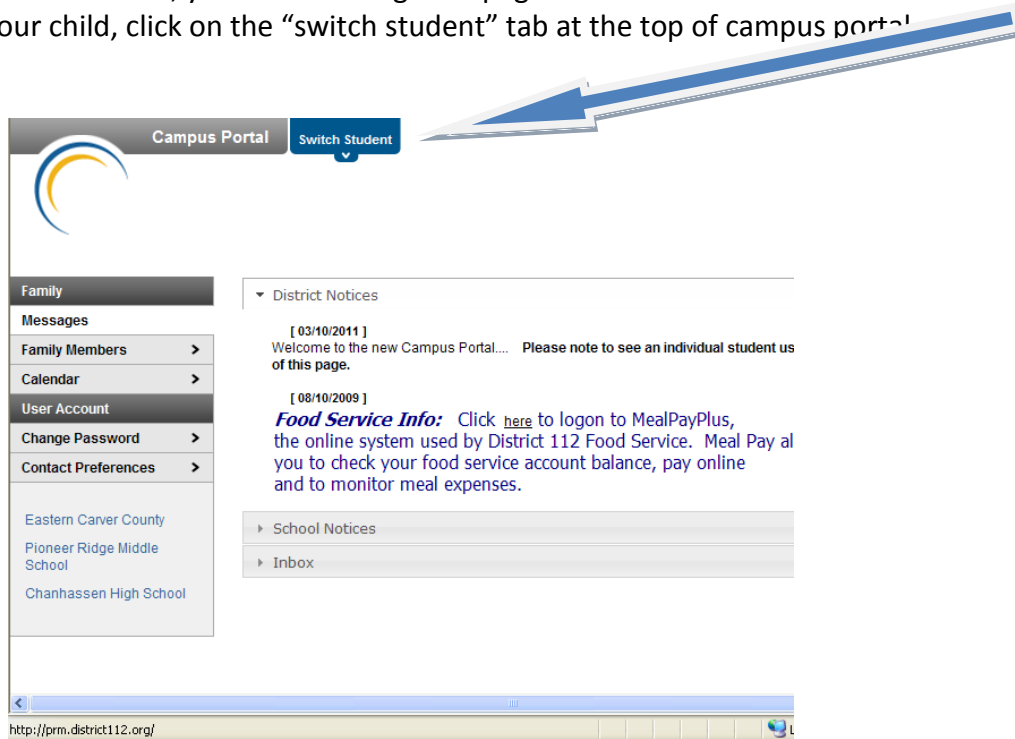 our child, click on the “switch student” tab at the top of campus portal
Campus Portal
Switch Student
Family
Messages
Family Members >
Calendar >
User Account
Change Password >
Contact Preferences >
Eastern Carver County
Pioneer Ridge Middle
School
Chanhassen High School
District Notices
[ 03/10/2011 ]
Welcome to the new Campus Portal.... Please note to see an individual student us
of this page.
[ 08/10/2009 ]
Food Service Info: Click here to logon to MealPayPlus,
the online system used by District 112 Food Service. Meal Pay al
you to check your food service account balance, pay online
and to monitor meal expenses.
School Notices
Inbox
http://prm.district112.org/